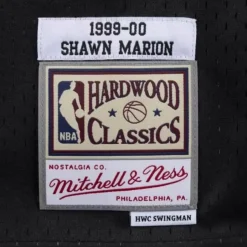 1999-00
SHAWN MARION
HARDWOOD
NBA
CLASSICS
NOSTALGIA CO.
Mitchell & Ness
PHILADELPHIA, PA.
HWC SWINGMAN